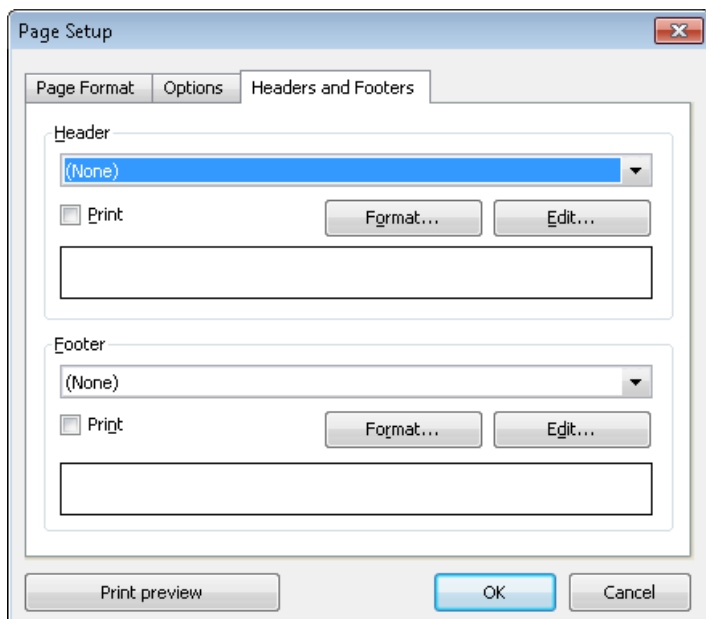 Page Setup
Page Format Options Headers and Footers
Header
(None)
Print Format... Edit...
Footer
(None)
Print Format... Edit...
Print preview OK Cancel